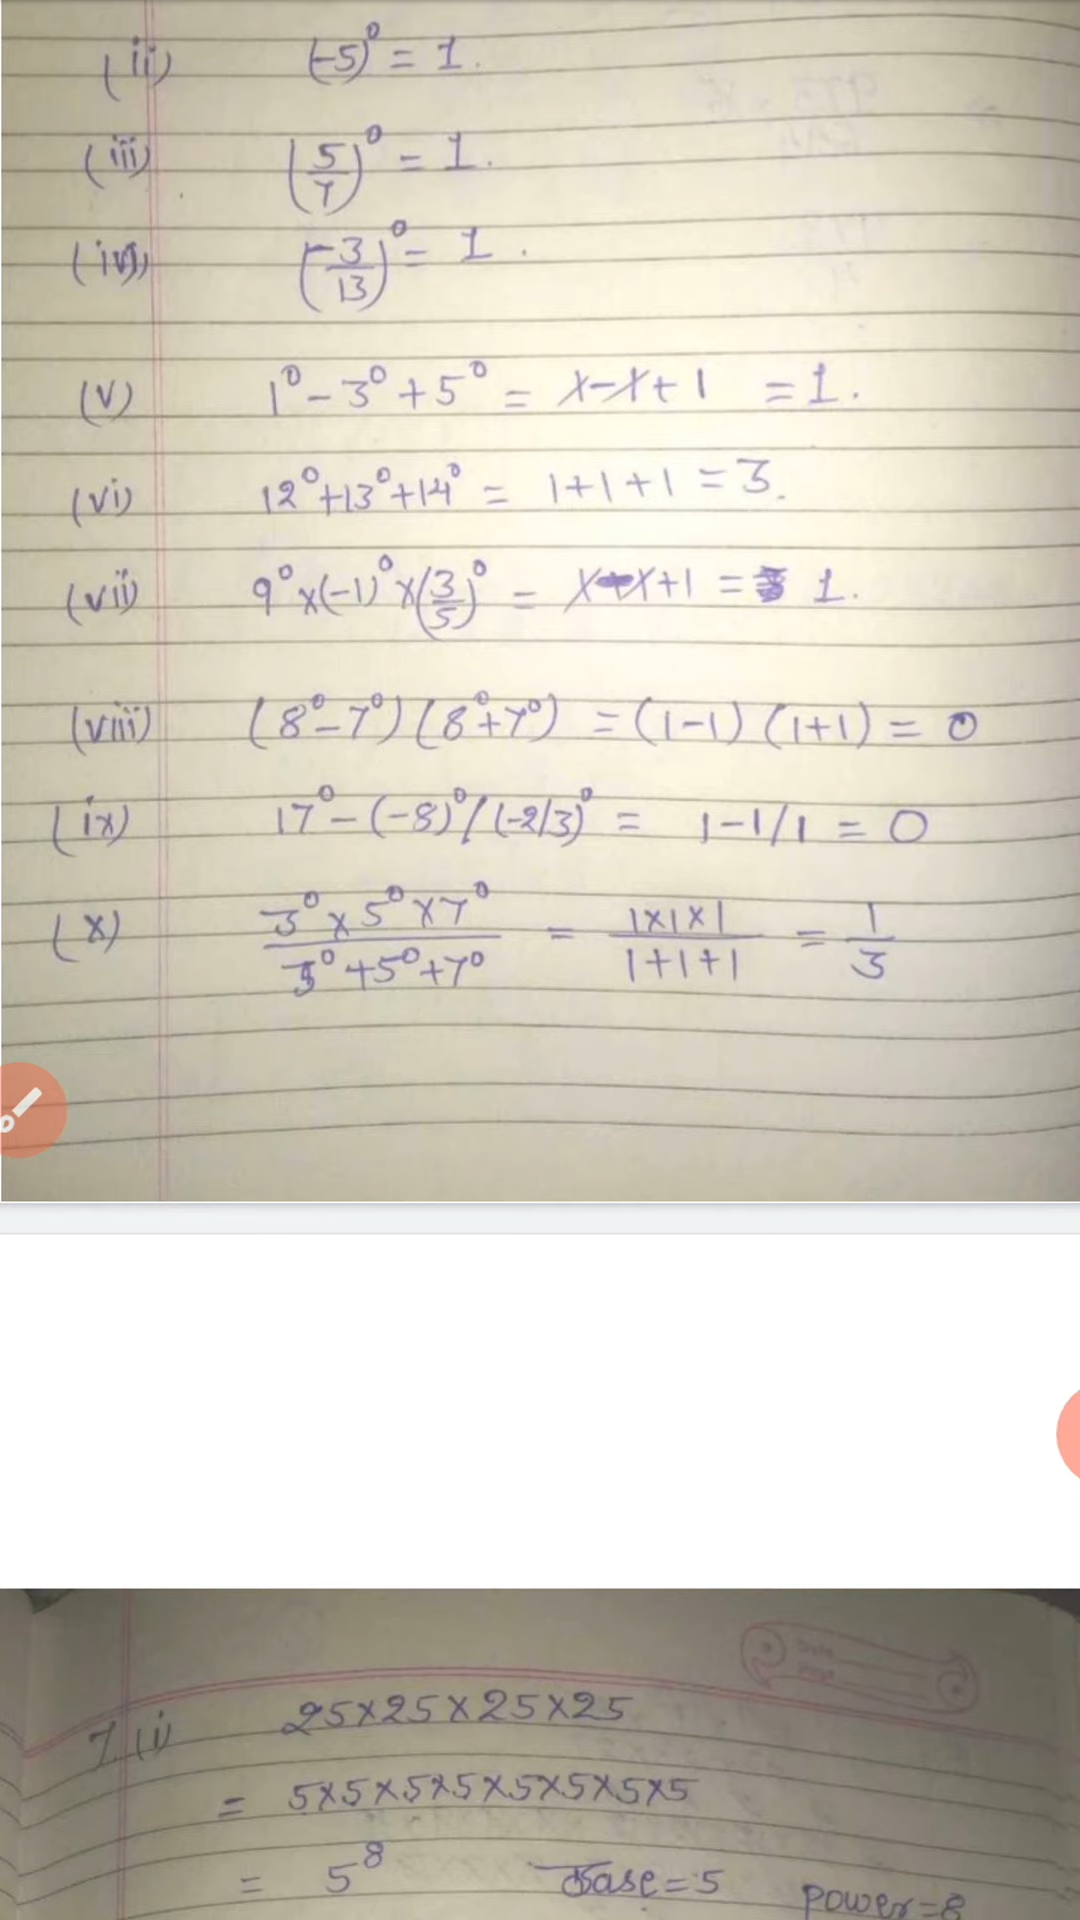 (ii) (-5)⁰ = 1.
(iii) (5/7)⁰ = 1.
(iv) (-3/13)⁰ = 1.
(v) 1⁰ - 3⁰ + 5⁰ = 1 - 1 + 1 = 1.
(vi) 12⁰+13⁰+14⁰ = 1+1+1 = 3.
(vii) 9⁰×(-1)⁰×(3/5)⁰ = 1 1+1 = 1.
(viii) (8⁰-7⁰) (8⁰+7⁰) = (1-1) (1+1) = 0
(ix) 17⁰ - (-8)⁰/(-2/3)⁰ = 1-1/1 = 0
(x) 3⁰×5⁰×7⁰ / 3⁰+5⁰+7⁰ = 1×1×1 / 1+1+1 = 1/3
7. (i) 25×25×25×25
= 5×5×5×5×5×5×5×5
= 5⁸ Base=5 power=8